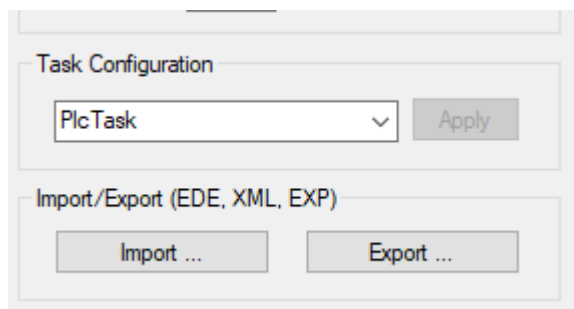 Task Configuration
PlcTask
Apply
Import/Export (EDE, XML, EXP)
Import ...
Export ...